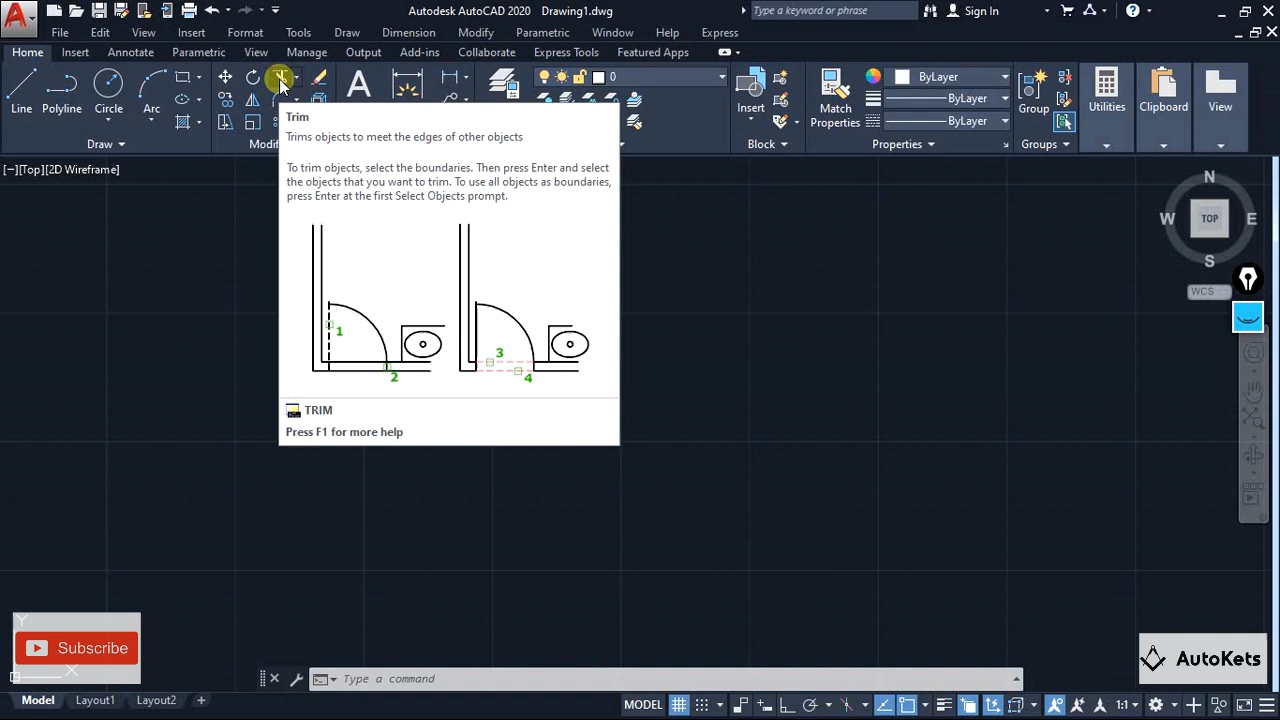 Autodesk AutoCAD 2020 Drawing1.dwg
Type a keyword or phrase
Sign In
File Edit View Insert Format Tools Draw Dimension Modify Parametric Window Help Express
Home Insert Annotate Parametric View Manage Output Add-ins Collaborate Express Tools Featured Apps
Line Polyline Circle Arc
A
0
Insert
Match
Properties
ByLayer
ByLayer
ByLayer
Group
Utilities
Clipboard
View
Draw
Block
Properties
Groups
[−][Top][2D Wireframe]
Trim
Trims objects to meet the edges of other objects
To trim objects, select the boundaries. Then press Enter and select
the objects that you want to trim. To use all objects as boundaries,
press Enter at the first Select Objects prompt.
1
2
3
4
TRIM
Press F1 for more help
N
W TOP E
S
WCS
Y
Subscribe
X
AutoKets
Type a command
Model Layout1 Layout2 +
MODEL
1:1